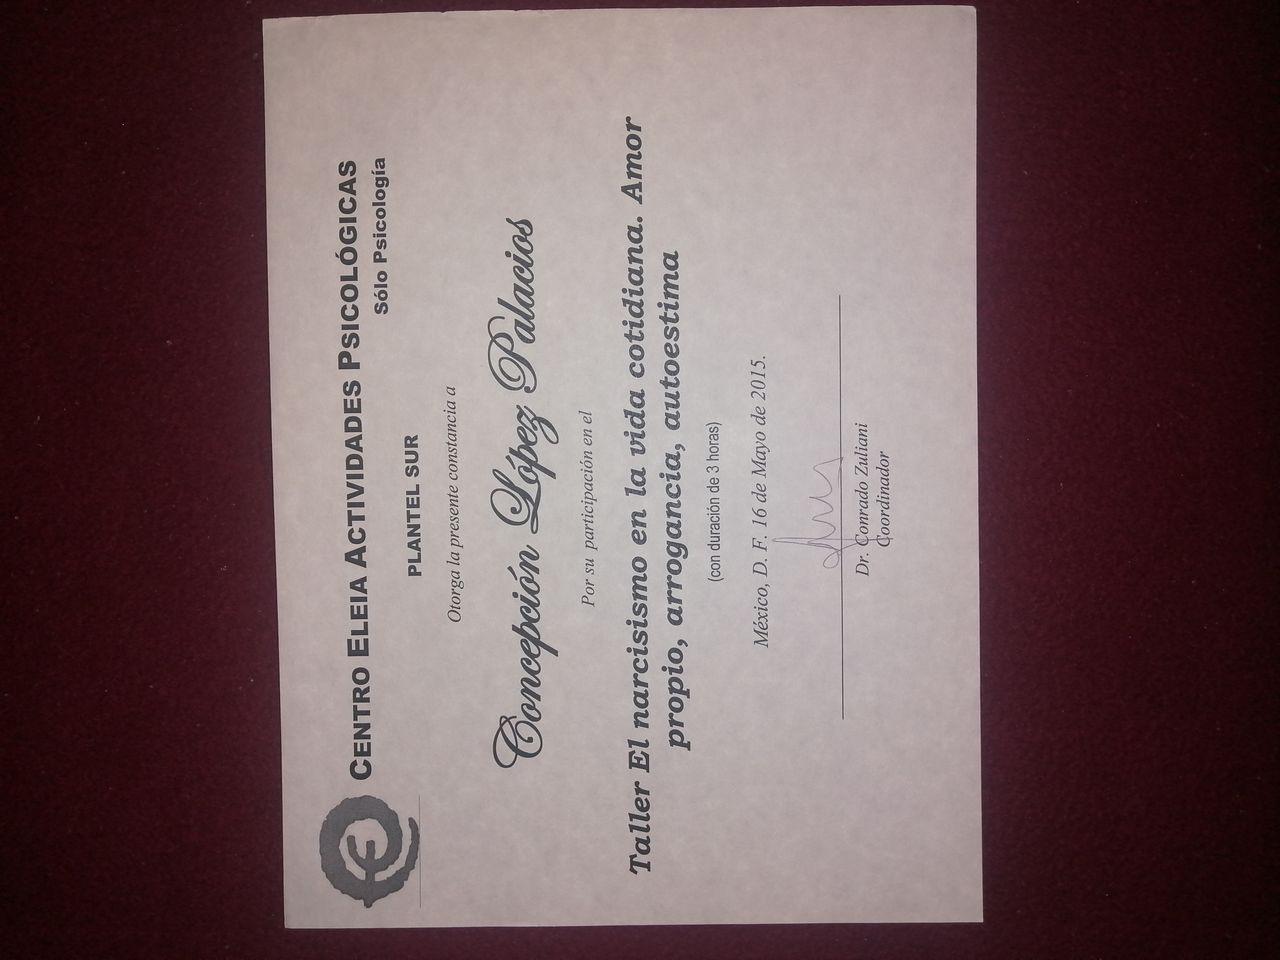 CENTRO ELEIA ACTIVIDADES PSICOLÓGICAS
Sólo Psicología
PLANTEL SUR
Otorga la presente constancia a
Concepción López Palacios
Por su participación en el
Taller El narcisismo en la vida cotidiana. Amor
propio, arrogancia, autoestima
(con duración de 3 horas)
México, D. F. 16 de Mayo de 2015.
Dr. Conrado Zuliani
Coordinador